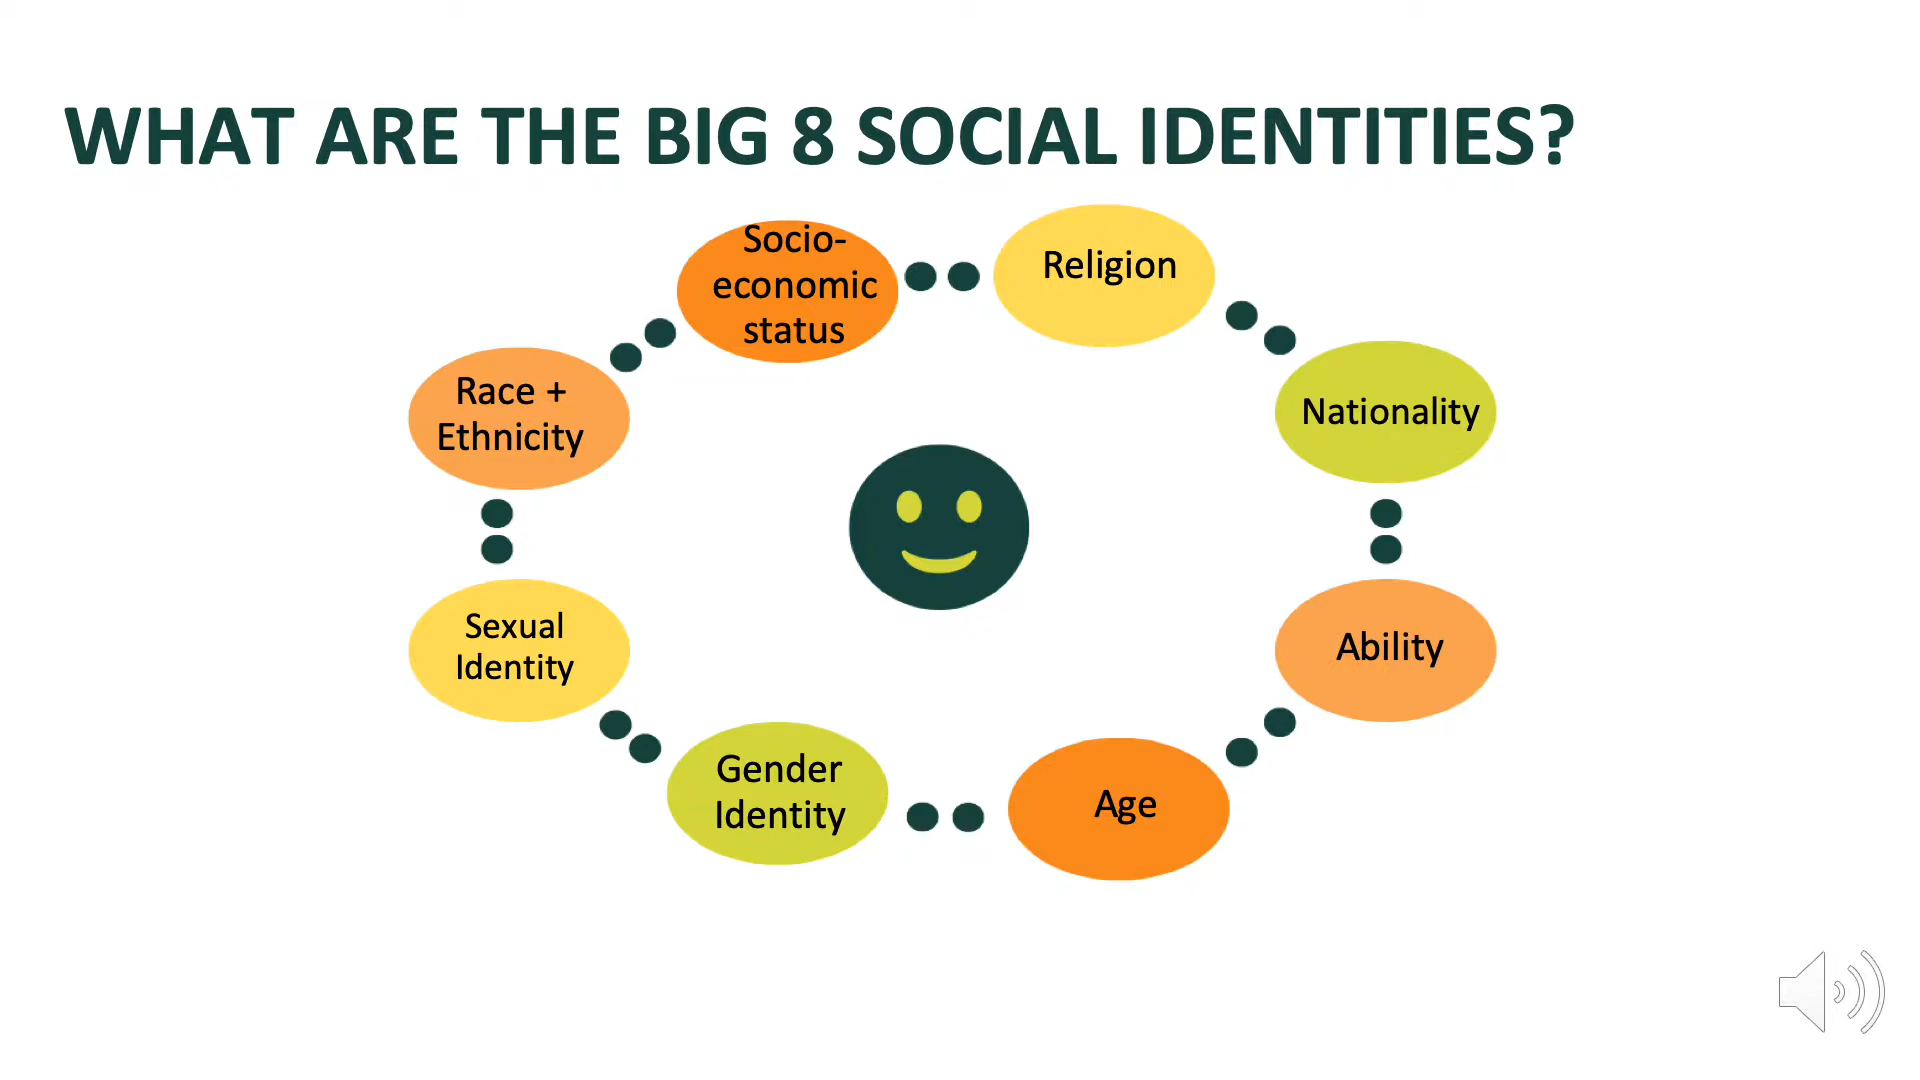 WHAT ARE THE BIG 8 SOCIAL IDENTITIES?
Socio-
economic
status
Religion
Race +
Ethnicity
Nationality
Sexual
Identity
Ability
Gender
Identity
Age